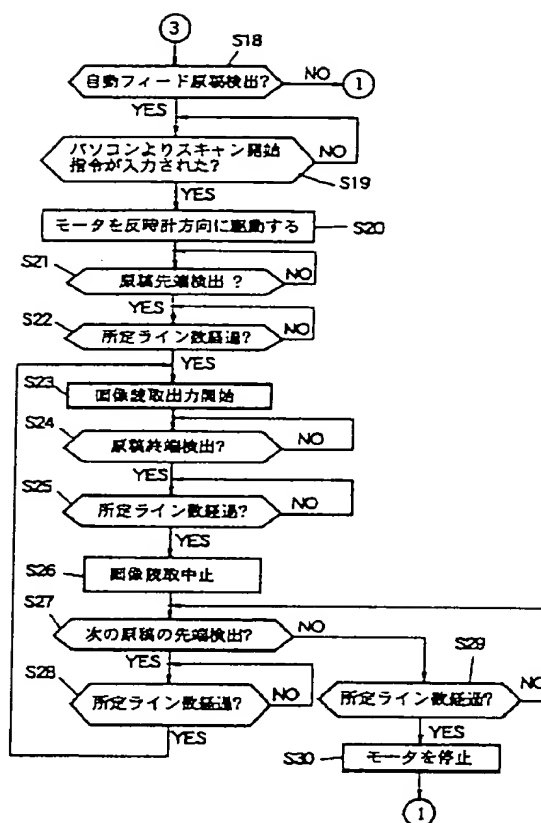 3
S18
自動フィード原稿検出?
NO
1
YES
パソコンよりスキャン開始
指令が入力された?
NO
S19
YES
モータを反時計方向に駆動する
S20
S21
原稿先端検出?
NO
YES
S22
所定ライン数経過?
NO
YES
S23
画像読取出力開始
S24
原稿終端検出?
NO
YES
S25
所定ライン数経過?
NO
YES
S26
画像読取中止
S27
次の原稿の先端検出?
NO
YES
S28
所定ライン数経過?
NO
YES
S29
所定ライン数経過?
NO
YES
S30
モータを停止
1